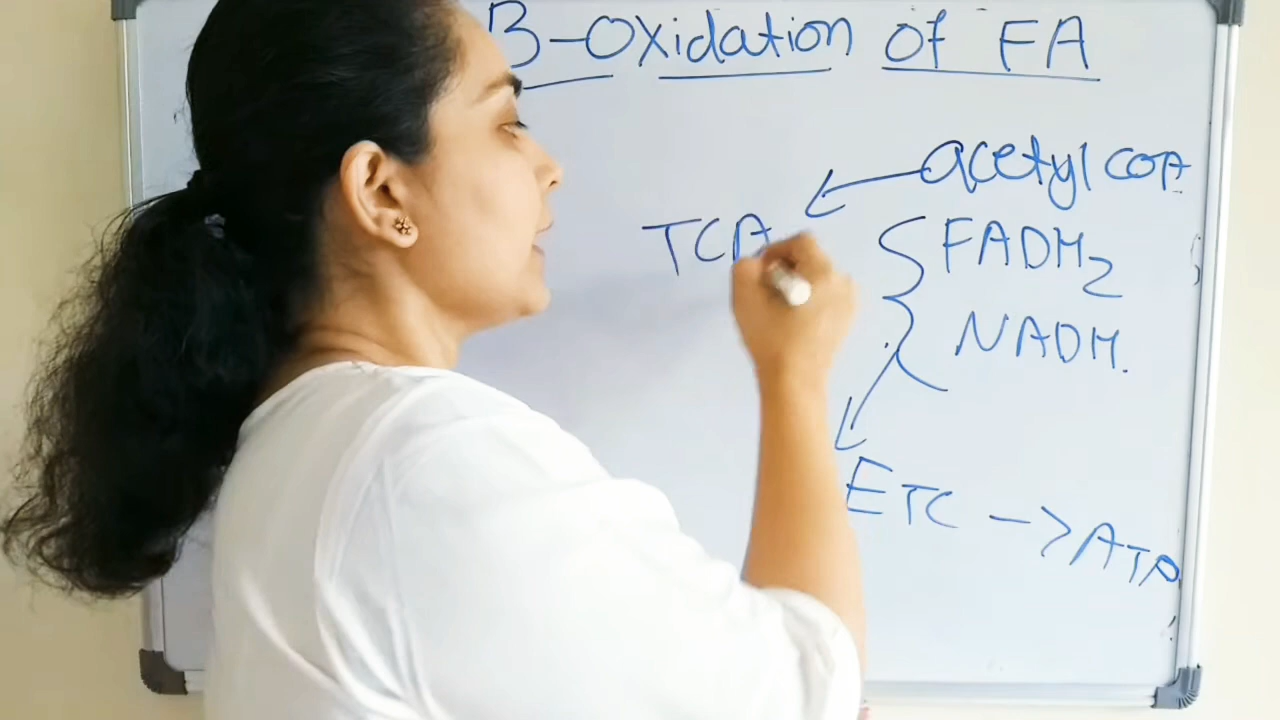 B-Oxidation of FA
acetyl COA
TCA
FADH2
NADH.
ETC -> ATP